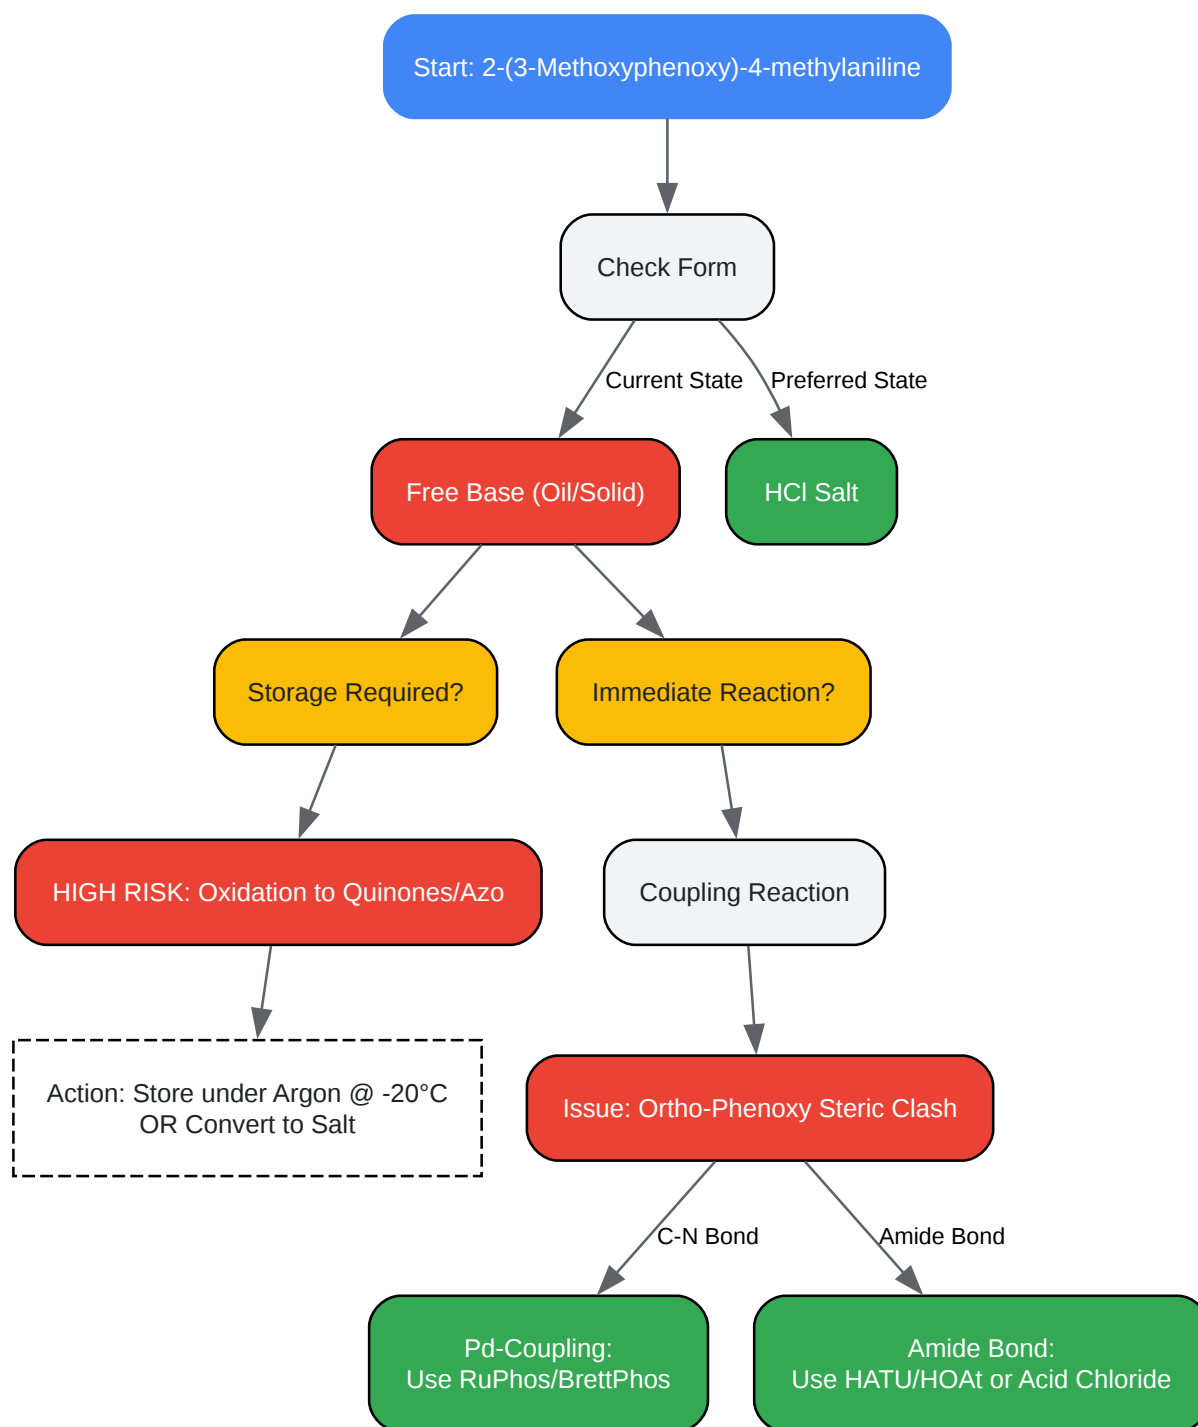 Start: 2-(3-Methoxyphenoxy)-4-methylaniline
Check Form
Current State
Preferred State
Free Base (Oil/Solid)
HCl Salt
Storage Required?
Immediate Reaction?
HIGH RISK: Oxidation to Quinones/Azo
Coupling Reaction
Action: Store under Argon @ -20°C
OR Convert to Salt
Issue: Ortho-Phenoxy Steric Clash
C-N Bond
Amide Bond
Pd-Coupling:
Use RuPhos/BrettPhos
Amide Bond:
Use HATU/HOAt or Acid Chloride